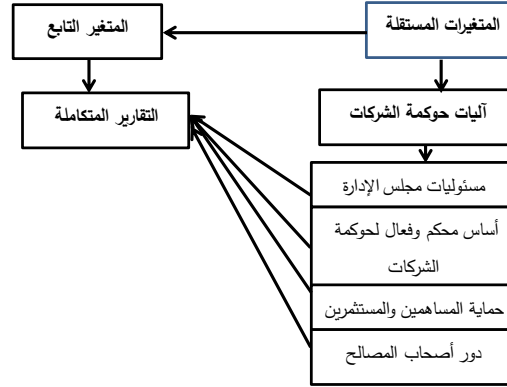 المتغيرات المستقلة
المتغير التابع
آليات حوكمة الشركات
التقارير المتكاملة
مسئوليات مجلس الإدارة
أساس محكم وفعال لحوكمة
الشركات
حماية المساهمين والمستثمرين
دور أصحاب المصالح